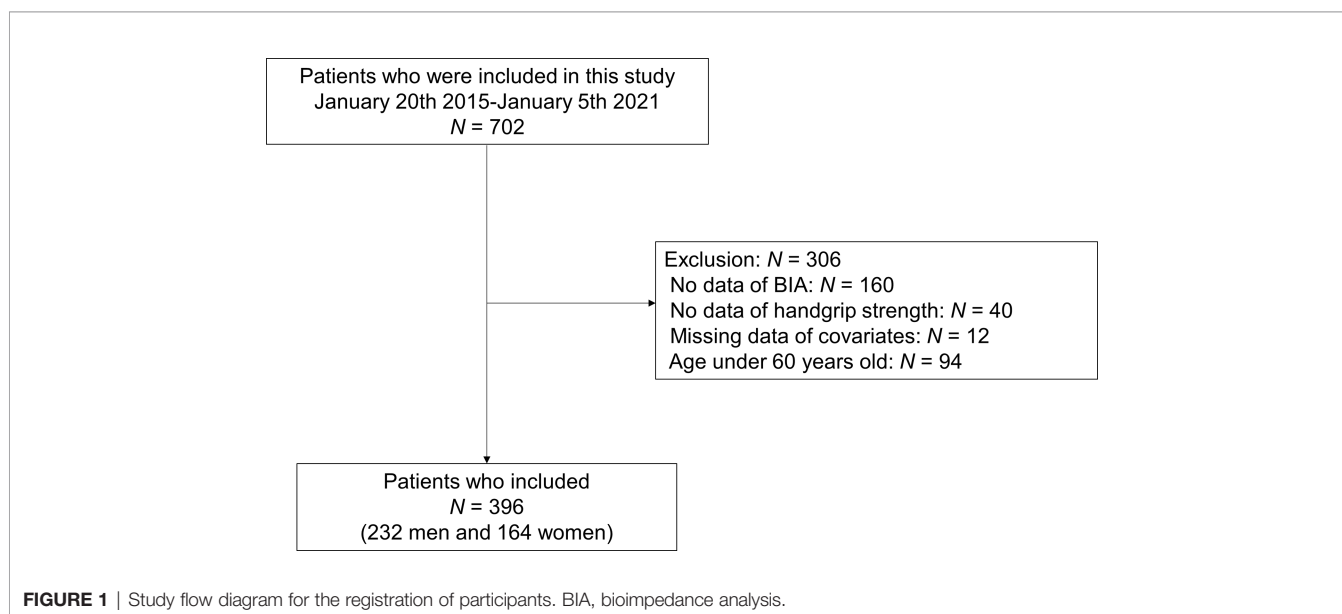 Patients who were included in this study
January 20th 2015-January 5th 2021
N = 702
Exclusion: N = 306
No data of BIA: N = 160
No data of handgrip strength: N = 40
Missing data of covariates: N = 12
Age under 60 years old: N = 94
Patients who included
N = 396
(232 men and 164 women)
FIGURE 1 | Study flow diagram for the registration of participants. BIA, bioimpedance analysis.